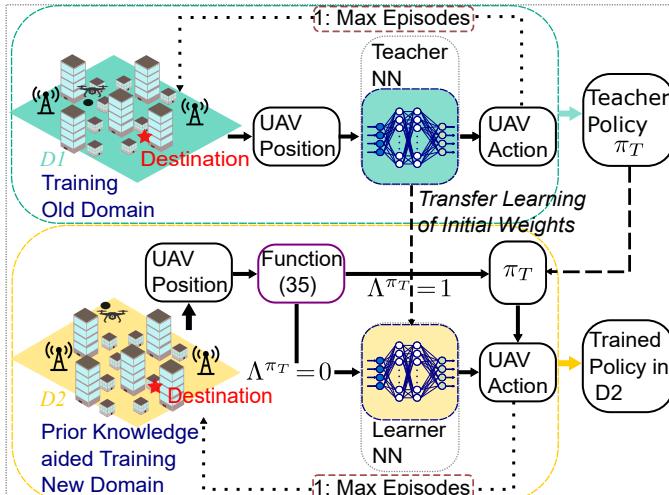 1: Max Episodes
Teacher
NN
D1
Destination
Training
Old Domain
UAV
Position
UAV
Action
Teacher
Policy
π_T
Transfer Learning
of Initial Weights
UAV
Position
Function
(35)
Λ^{π_T} = 1
π_T
Λ^{π_T} = 0
UAV
Action
Trained
Policy in
D2
D2
Destination
Prior Knowledge
aided Training
New Domain
Learner
NN
1: Max Episodes